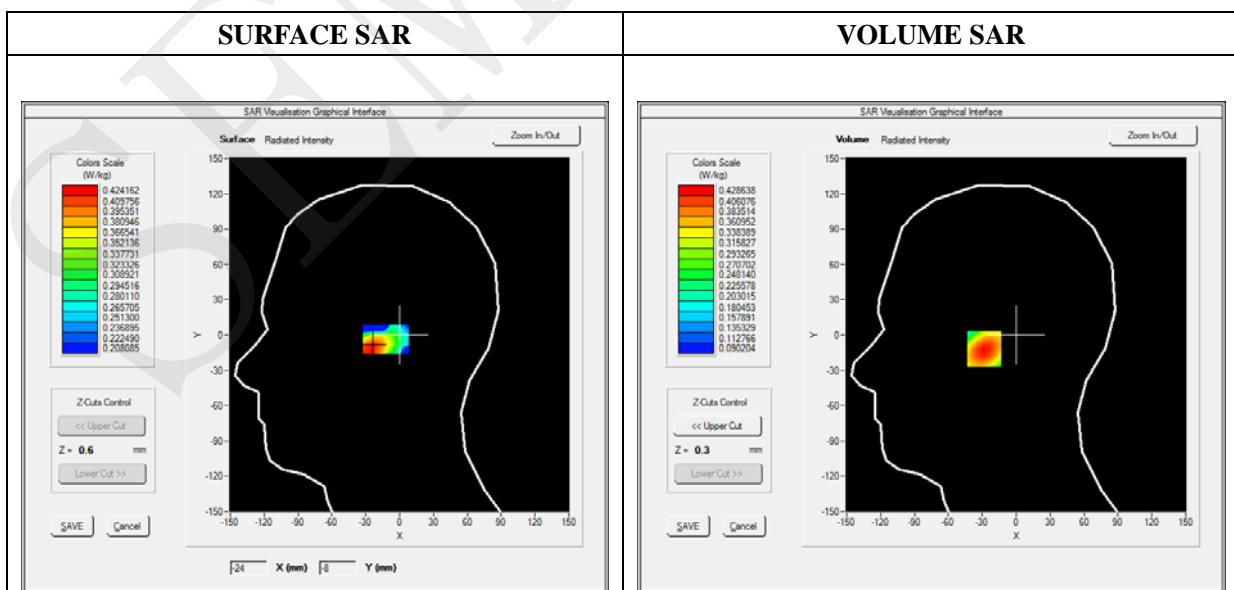 SURFACE SAR
VOLUME SAR
SAR Visualisation Graphical Interface
Surface Radiated Intensity
Zoom In/Out
Colors Scale
(W/kg)
0.424162
0.409756
0.395351
0.380946
0.366541
0.352136
0.337731
0.323326
0.308921
0.294516
0.280110
0.265705
0.251300
0.236895
0.222490
0.208085
150
120
90
60
30
0
-30
-60
-90
-120
-150
Y
-150 -120 -90 -60 -30 0 30 60 90 120 150
X
Z-Cuts Control
<< Upper Cut
Z = 0.6 mm
Lower Cut >>
SAVE Cancel
-24 X (mm) -8 Y (mm)
SAR Visualisation Graphical Interface
Volume Radiated Intensity
Zoom In/Out
Colors Scale
(W/kg)
0.428638
0.406076
0.383514
0.360952
0.338389
0.315827
0.293265
0.270702
0.248140
0.225578
0.203015
0.180453
0.157891
0.135329
0.112766
0.090204
150
120
90
60
30
0
-30
-60
-90
-120
-150
Y
-150 -120 -90 -60 -30 0 30 60 90 120 150
X
Z-Cuts Control
<< Upper Cut
Z = 0.3 mm
Lower Cut >>
SAVE Cancel